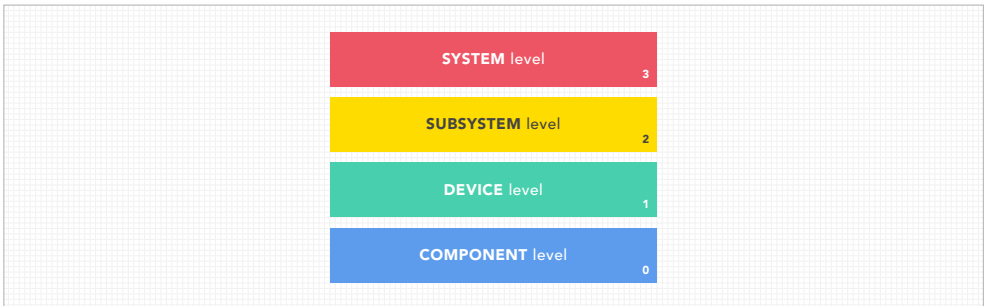 SYSTEM level
3
SUBSYSTEM level
2
DEVICE level
1
COMPONENT level
0